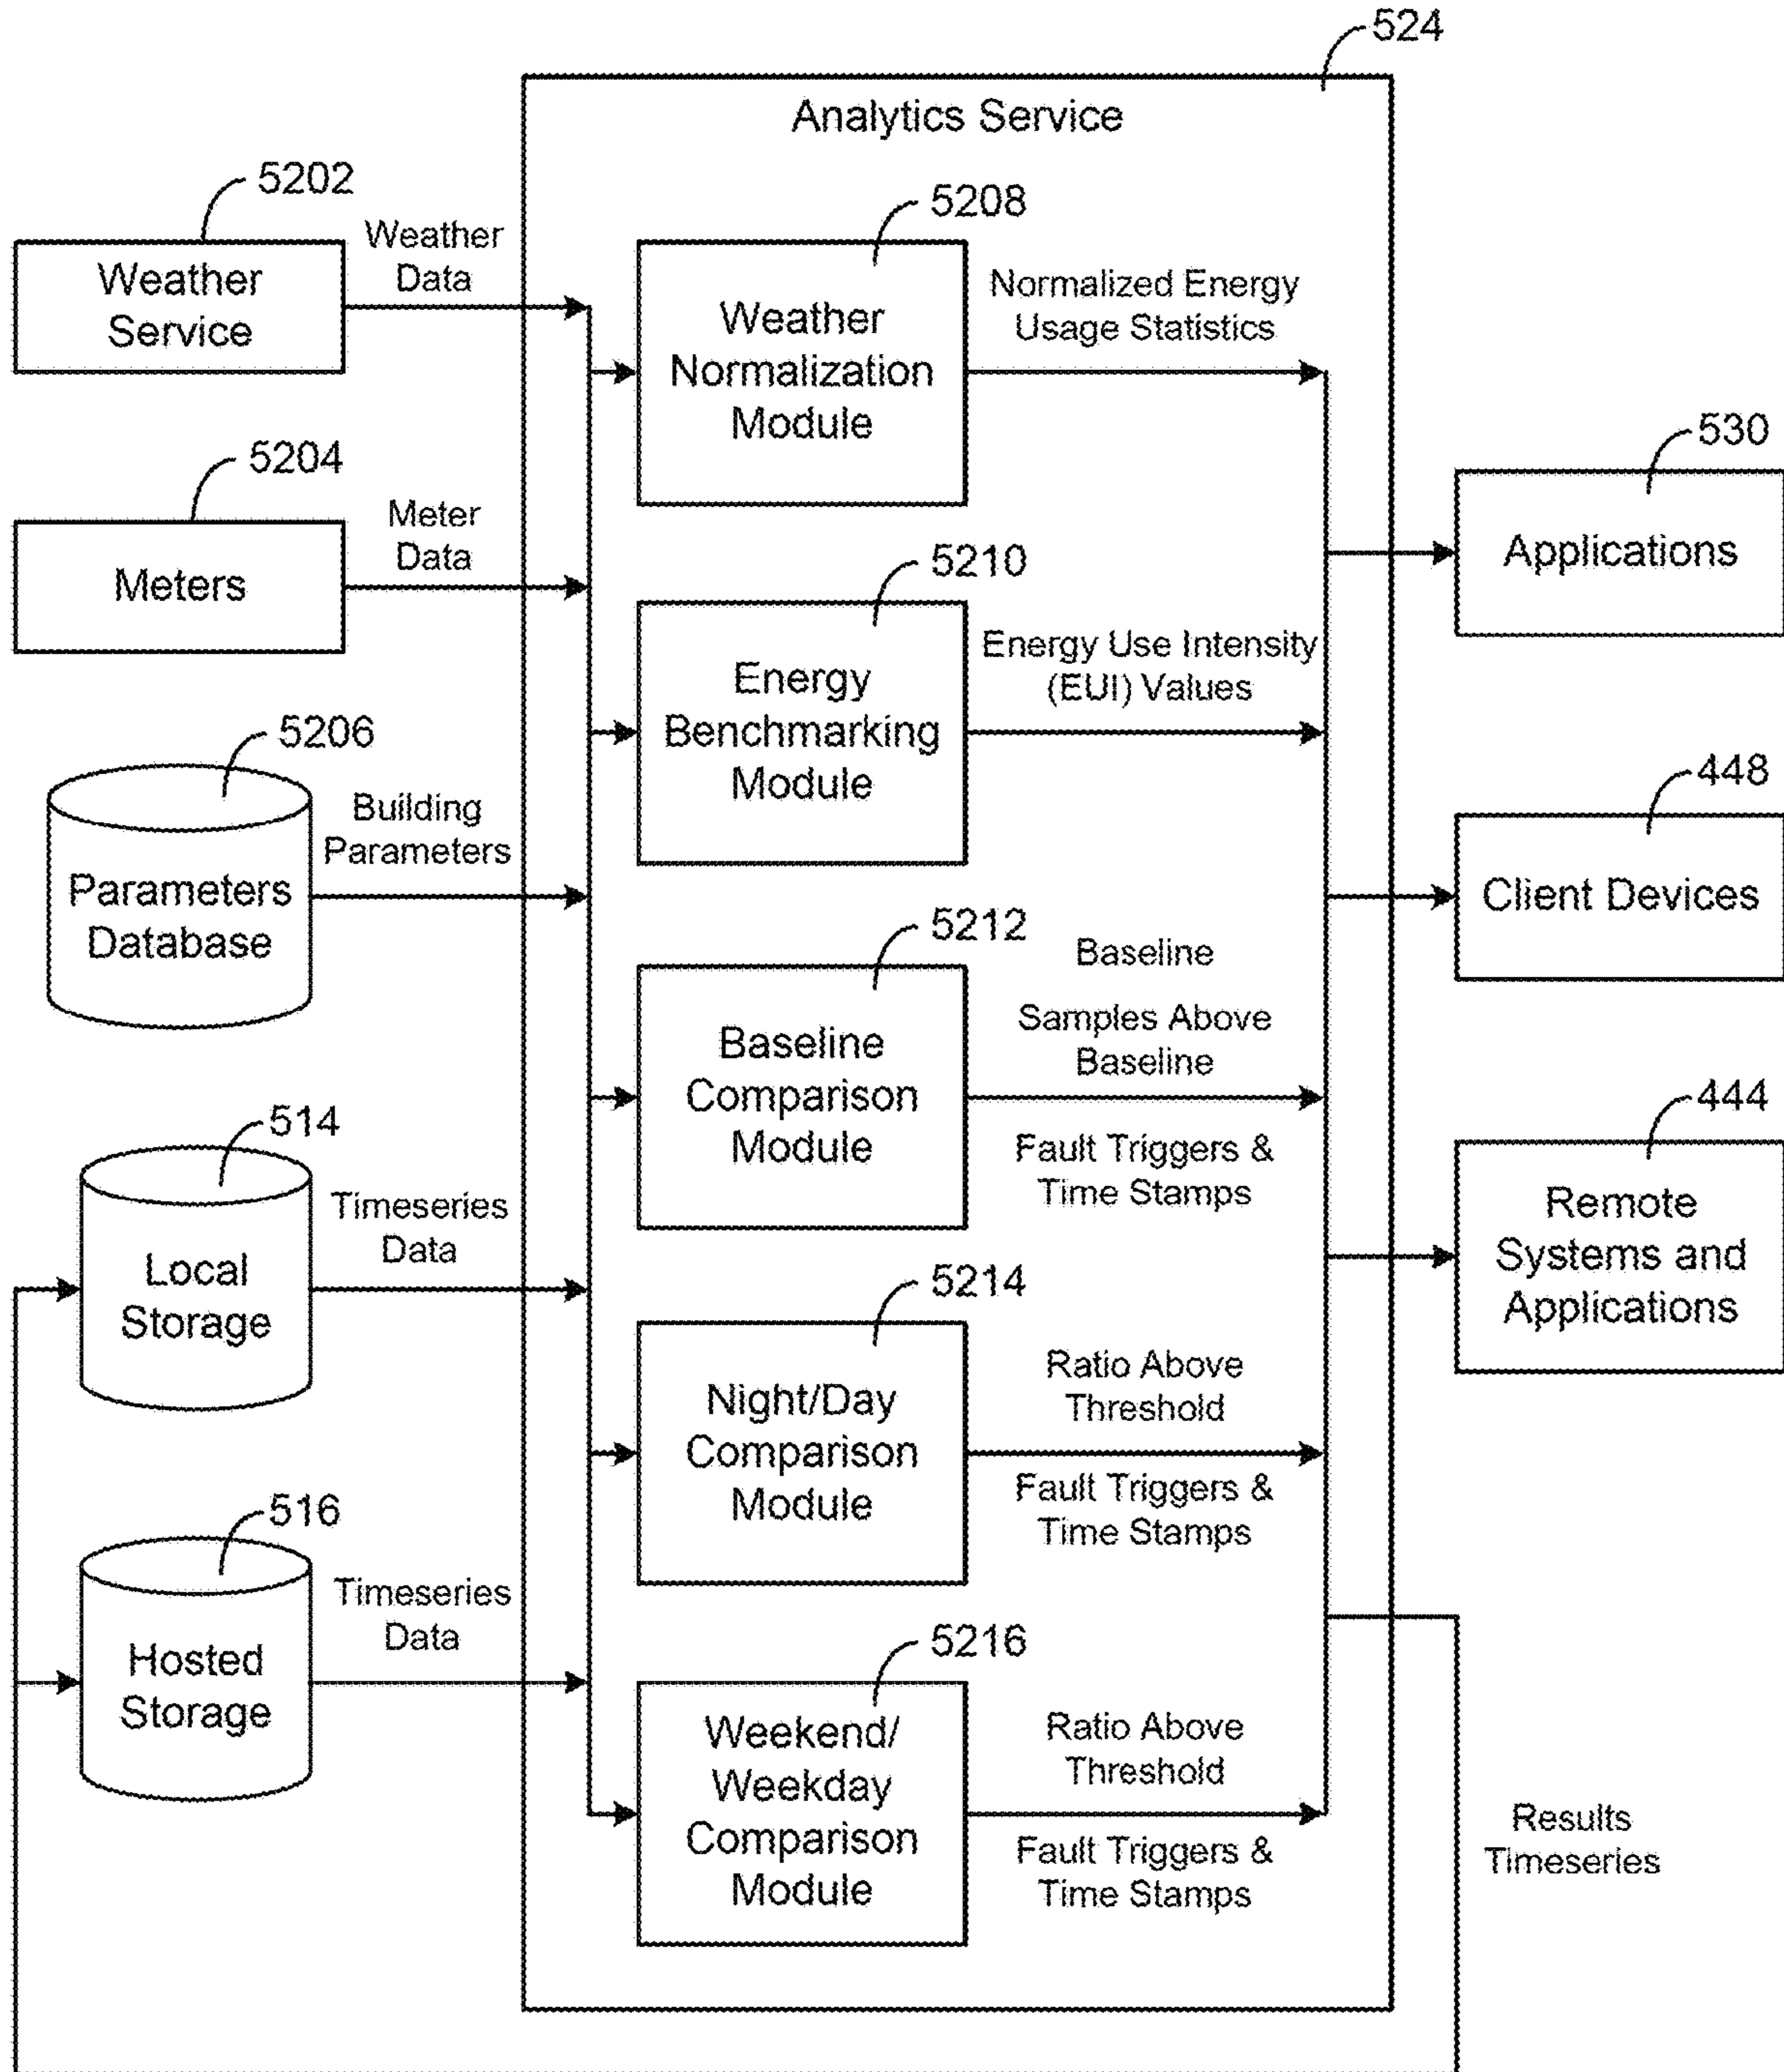 524
Analytics Service
5202
Weather
Service
Weather
Data
5204
Meters
Meter
Data
5206
Parameters
Database
Building
Parameters
514
Local
Storage
Timeseries
Data
516
Hosted
Storage
Timeseries
Data
5208
Weather
Normalization
Module
Normalized Energy
Usage Statistics
5210
Energy
Benchmarking
Module
Energy Use Intensity
(EUI) Values
5212
Baseline
Comparison
Module
Baseline
Samples Above
Baseline
Fault Triggers &
Time Stamps
5214
Night/Day
Comparison
Module
Ratio Above
Threshold
Fault Triggers &
Time Stamps
5216
Weekend/
Weekday
Comparison
Module
Ratio Above
Threshold
Fault Triggers &
Time Stamps
530
Applications
448
Client Devices
444
Remote
Systems and
Applications
Results
Timeseries